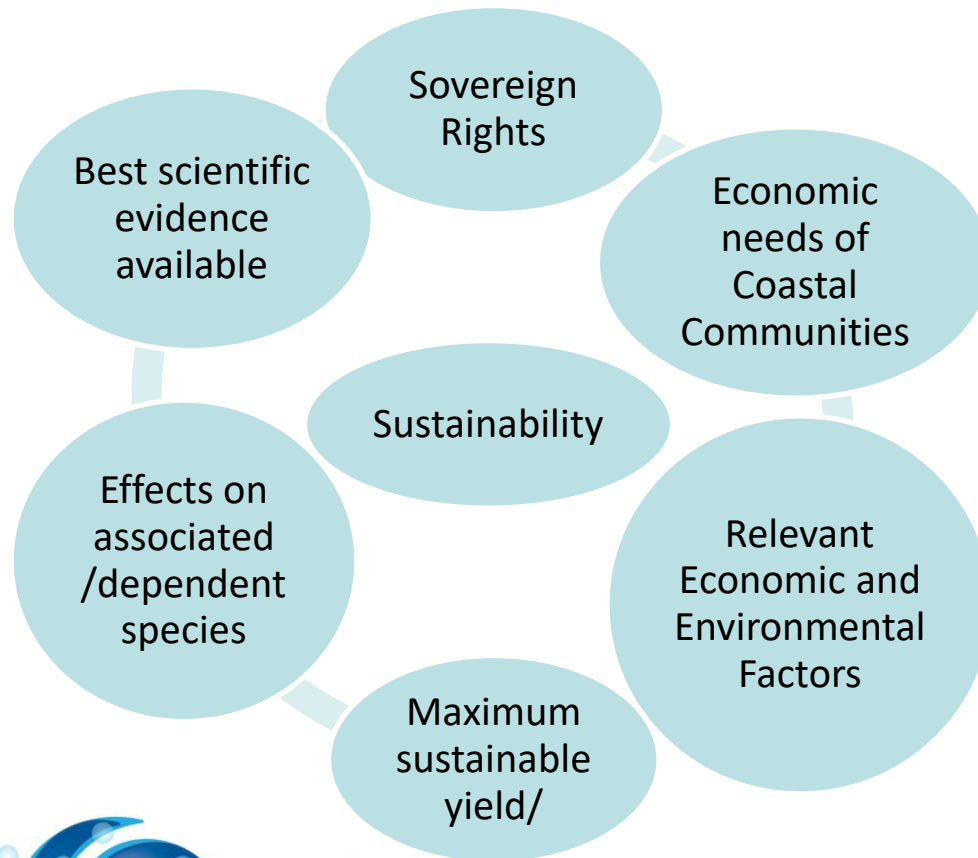 Sovereign
Rights
Best scientific
evidence
available
Economic
needs of
Coastal
Communities
Sustainability
Effects on
associated
/dependent
species
Relevant
Economic and
Environmental
Factors
Maximum
sustainable
yield/